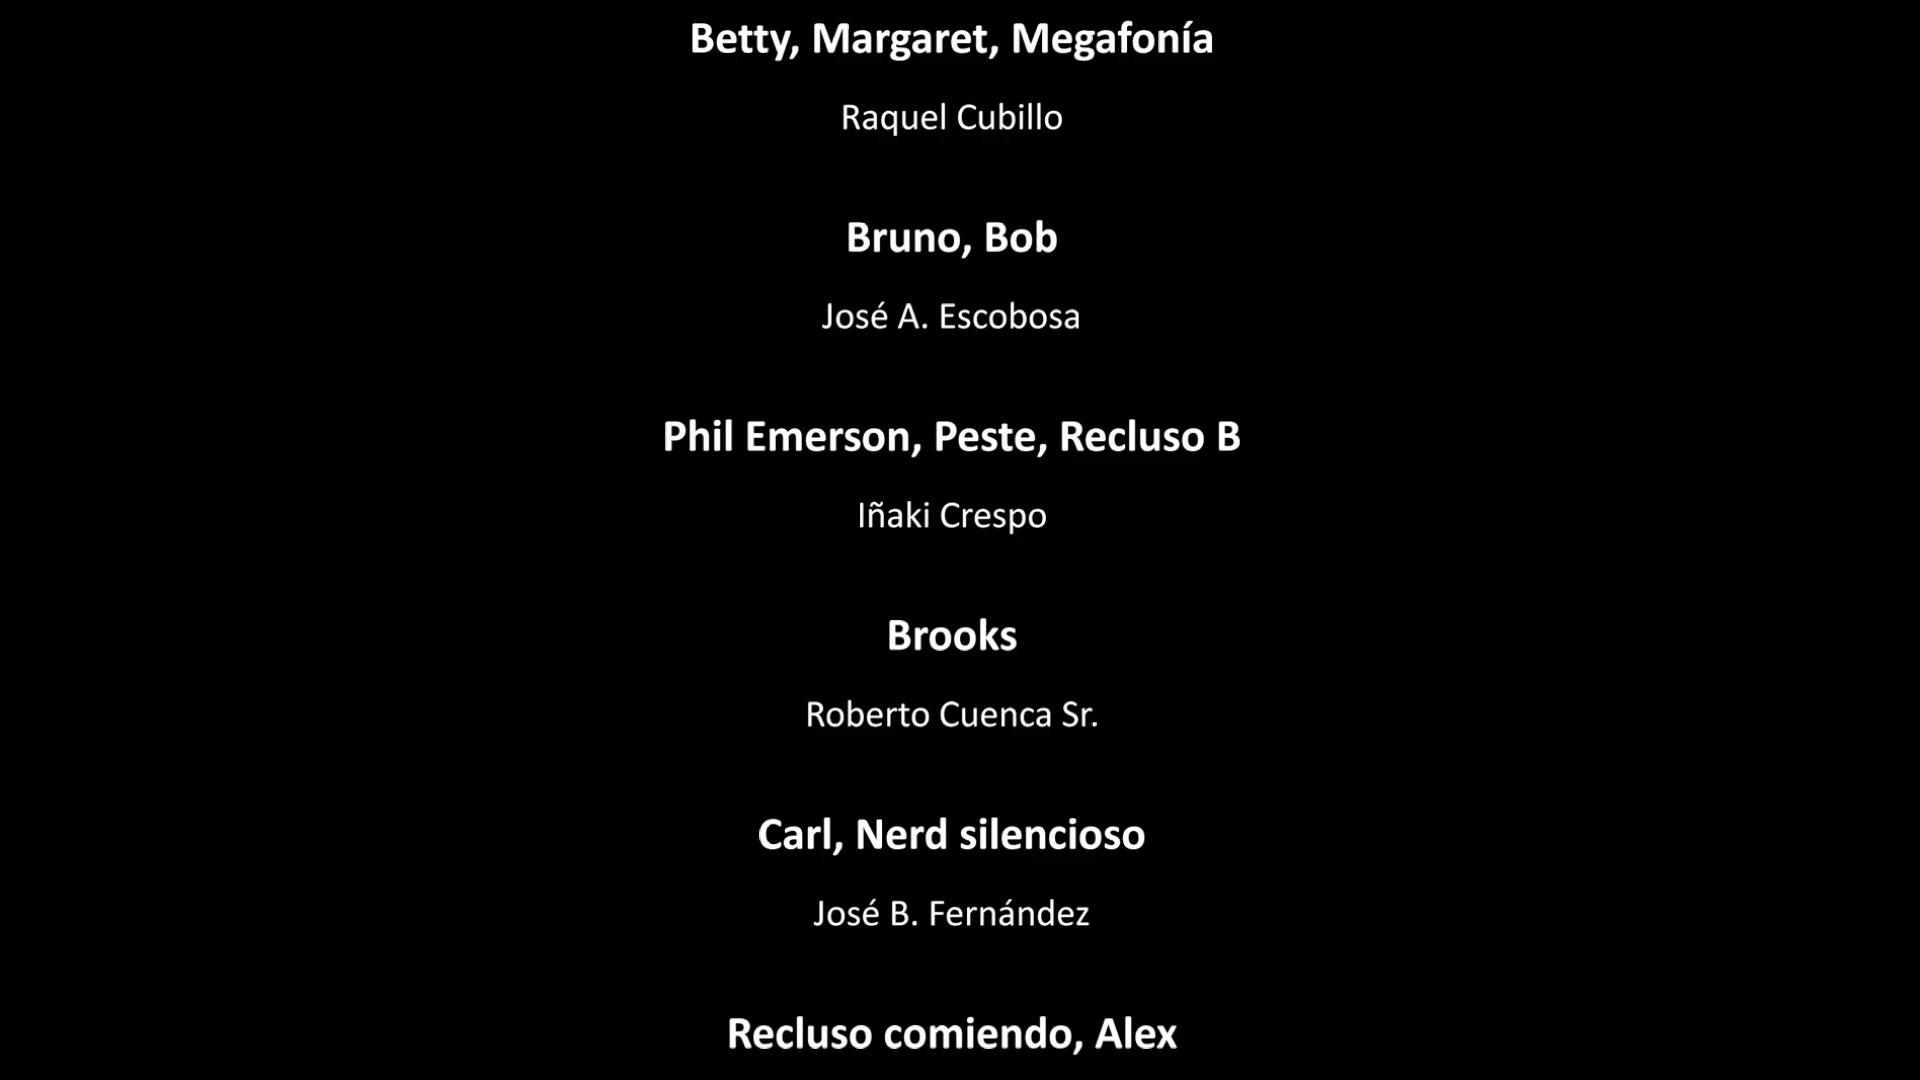 Betty, Margaret, Megafonía
Raquel Cubillo
Bruno, Bob
José A. Escobosa
Phil Emerson, Peste, Recluso B
Iñaki Crespo
Brooks
Roberto Cuenca Sr.
Carl, Nerd silencioso
José B. Fernández
Recluso comiendo, Alex